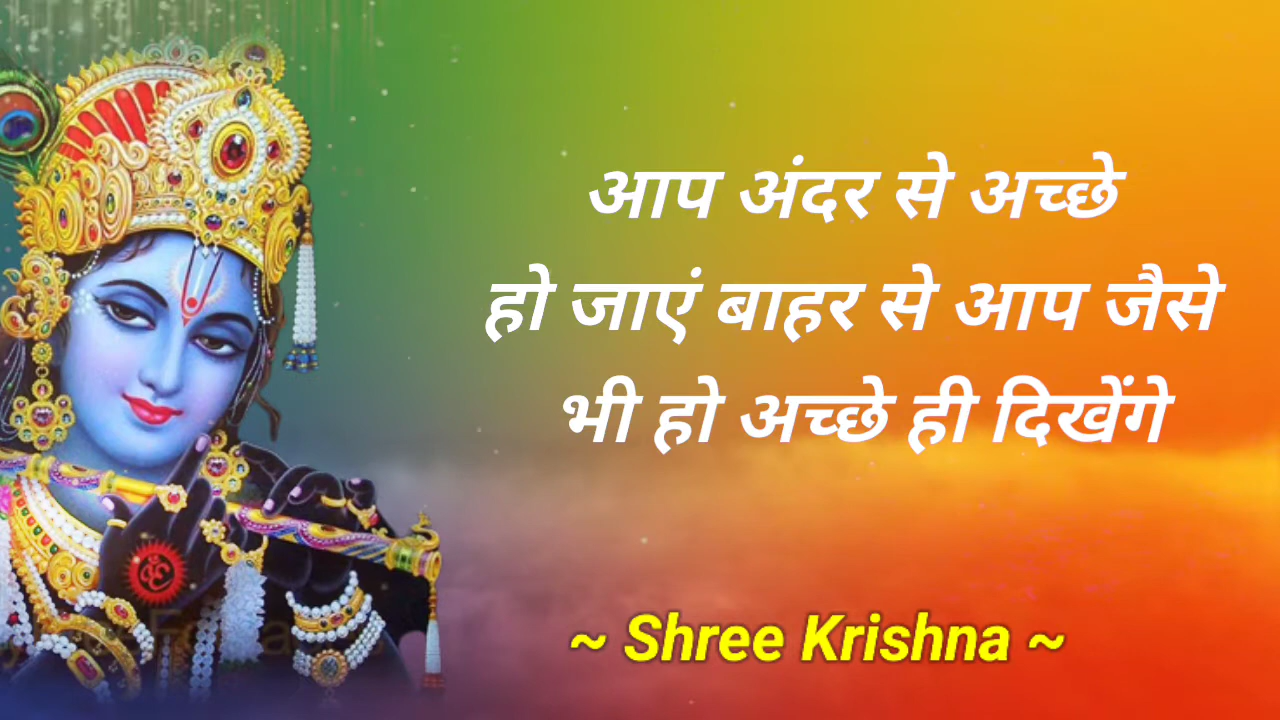 आप अंदर से अच्छे
हो जाएं बाहर से आप जैसे
भी हो अच्छे ही दिखेंगे
~ Shree Krishna ~